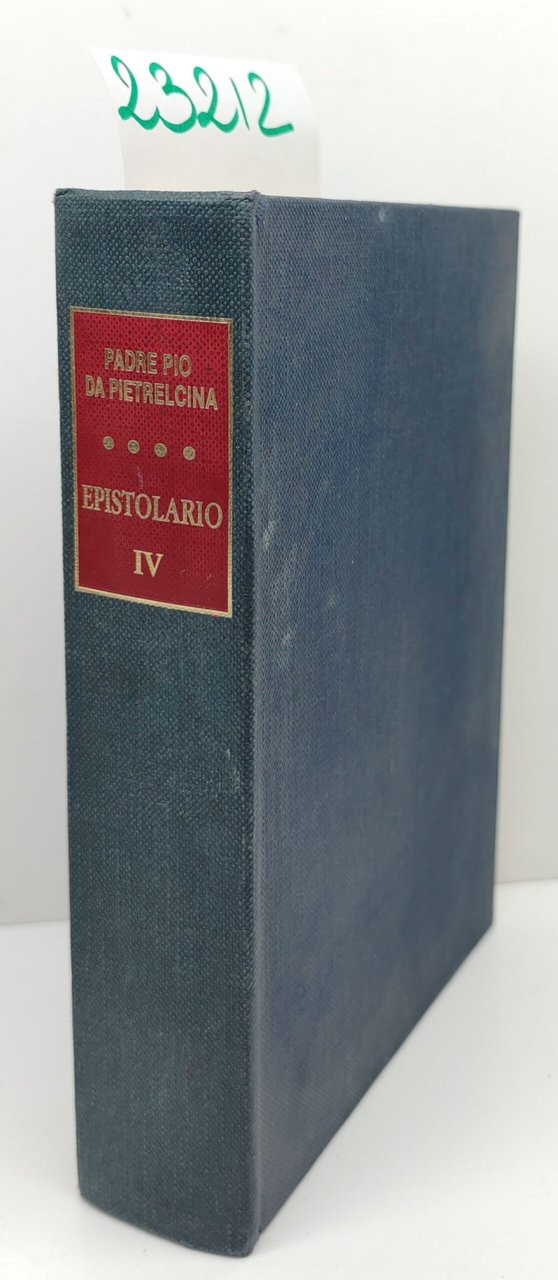 23212
PADRE PIO
DA PIETRELCINA
EPISTOLARIO
IV